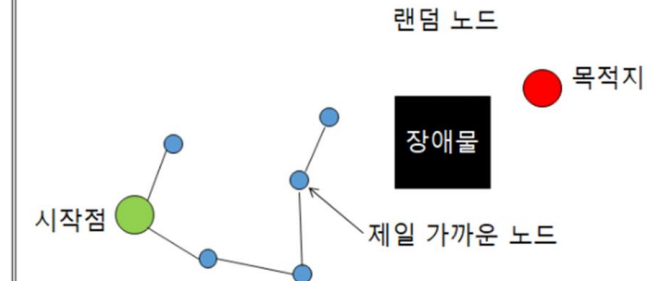 랜덤 노드
목적지
장애물
시작점
제일 가까운 노드